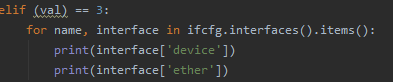 elif (val) == 3:
    for name, interface in ifcfg.interfaces().items():
        print(interface['device'])
        print(interface['ether'])